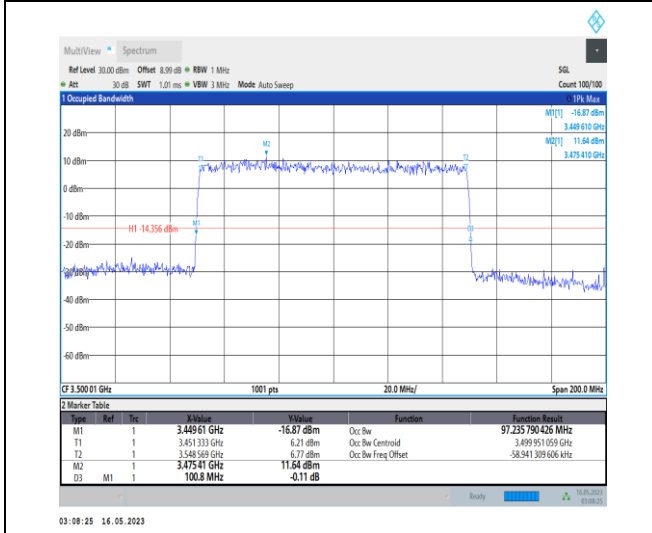 MultiView Spectrum
Ref Level 30.00 dBm Offset 8.99 dB RBW 1 MHz SGL
Att 30 dB SWT 1.01 ms VBW 3 MHz Mode Auto Sweep Count 100/100
1 Occupied Bandwidth 1Pk Max
M1[1] -16.87 dBm
3.449 610 GHz
M2[1] 11.64 dBm
3.475 410 GHz
20 dBm
M2
T1
T2
10 dBm
0 dBm
-10 dBm
M1
H1 -14.356 dBm
D3
-20 dBm
-30 dBm
-40 dBm
-50 dBm
-60 dBm
CF 3.500 01 GHz 1001 pts 20.0 MHz/ Span 200.0 MHz
2 Marker Table
Type Ref Trc X-Value Y-Value Function Function Result
M1 1 3.449 61 GHz -16.87 dBm Occ Bw 97.235 790 426 MHz
T1 1 3.451 333 GHz 6.21 dBm Occ Bw Centroid 3.499 951 059 GHz
T2 1 3.548 569 GHz 6.77 dBm Occ Bw Freq Offset -58.941 309 606 kHz
M2 1 3.475 41 GHz 11.64 dBm
D3 M1 1 100.8 MHz -0.11 dB
Ready 16.05.2023
03:08:25
03:08:25 16.05.2023